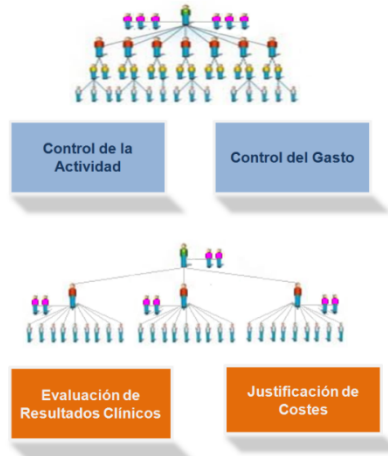 Control de la
Actividad
Control del Gasto
Evaluación de
Resultados Clínicos
Justificación de
Costes